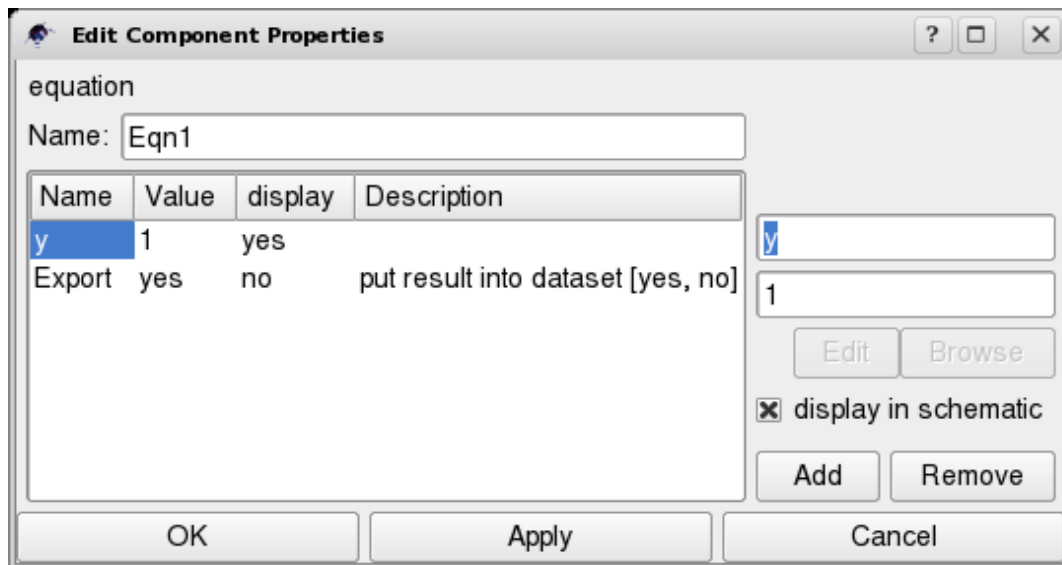 Edit Component Properties
?
equation
Name: Eqn1
Name Value display Description
y 1 yes
Export yes no put result into dataset [yes, no]
y
1
Edit Browse
display in schematic
Add Remove
OK Apply Cancel